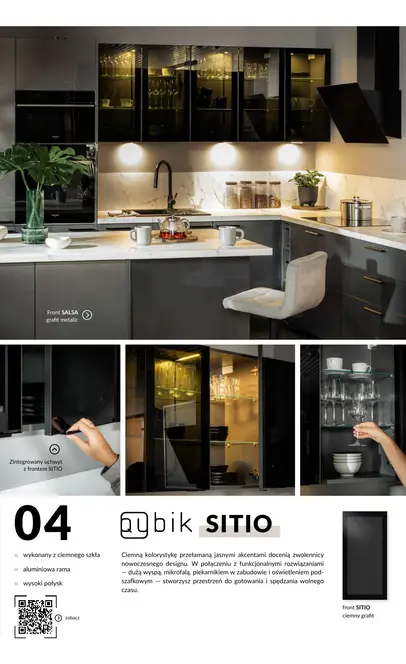 Front SALSA
grafit metalic
Zintegrowany uchwyt
z frontem SITIO
04
qubik SITIO
wykonany z ciemnego szkła
aluminiowa rama
wysoki połysk
Ciemną kolorystykę przełamaną jasnymi akcentami docenią zwolennicy
nowoczesnego designu. W połączeniu z funkcjonalnymi rozwiązaniami
— dużą wyspą, mikrofalą, piekarnikiem w zabudowie i oświetleniem pod-
szafkowym — stworzysz przestrzeń do gotowania i spędzania wolnego
czasu.
zobacz
front SITIO
ciemny grafit